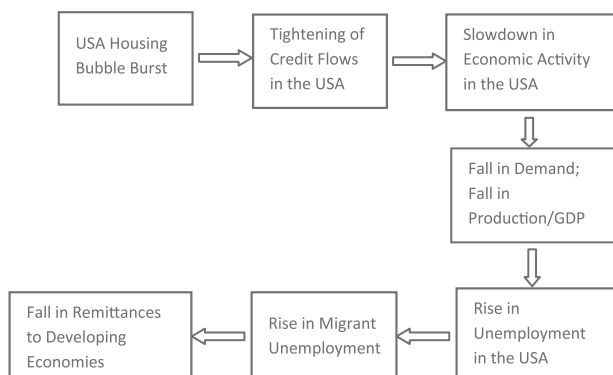 USA Housing
Bubble Burst
Tightening of
Credit Flows
in the USA
Slowdown in
Economic Activity
in the USA
Fall in Demand;
Fall in
Production/GDP
Rise in
Unemployment
in the USA
Rise in Migrant
Unemployment
Fall in Remittances
to Developing
Economies